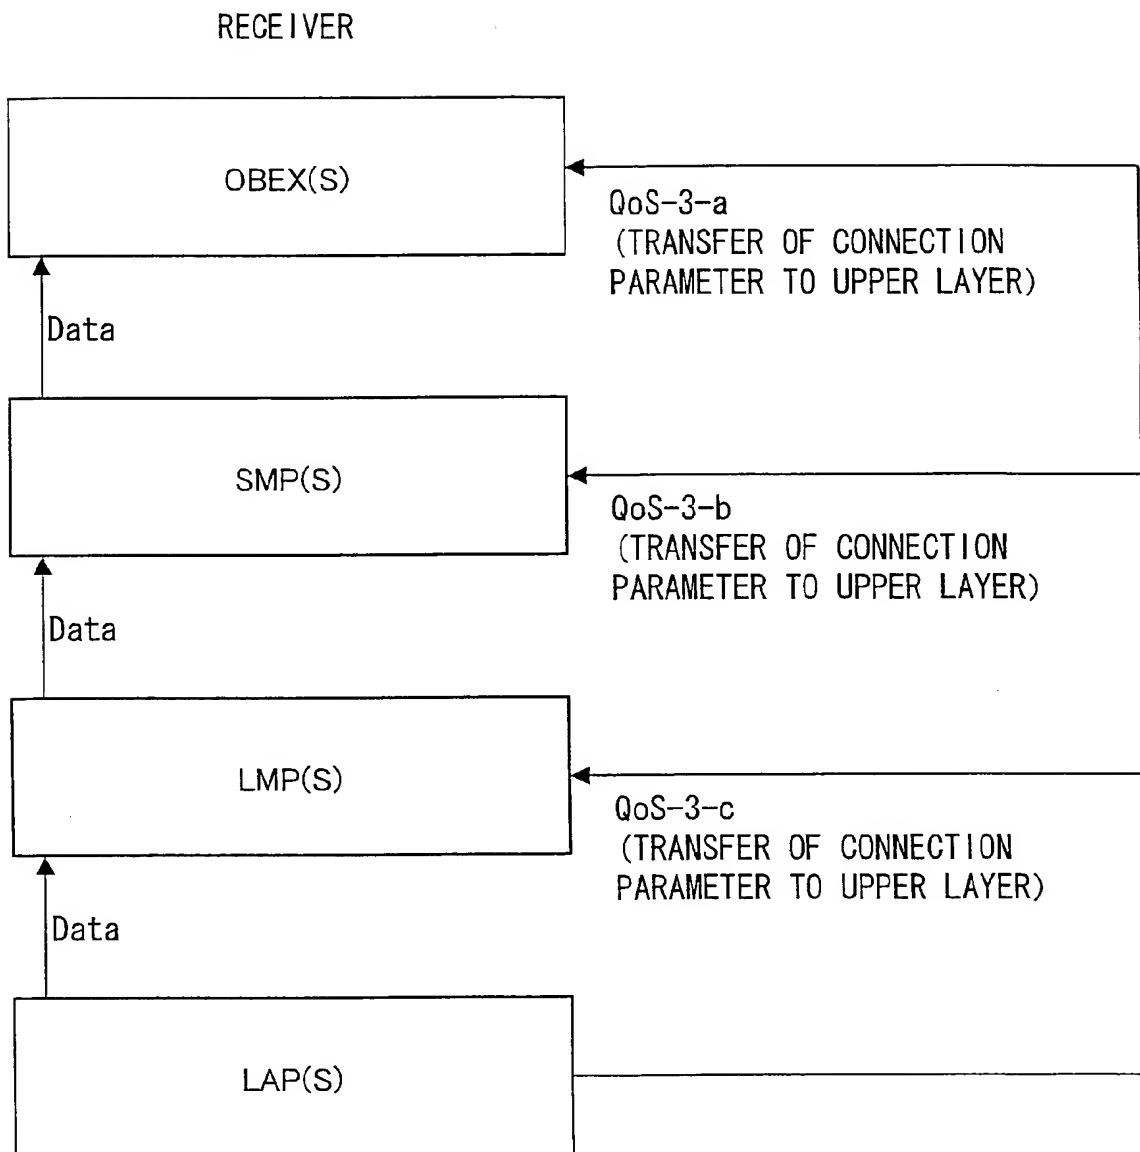 RECEIVER
OBEX(S)
QoS-3-a
(TRANSFER OF CONNECTION
PARAMETER TO UPPER LAYER)
Data
SMP(S)
QoS-3-b
(TRANSFER OF CONNECTION
PARAMETER TO UPPER LAYER)
Data
LMP(S)
QoS-3-c
(TRANSFER OF CONNECTION
PARAMETER TO UPPER LAYER)
Data
LAP(S)